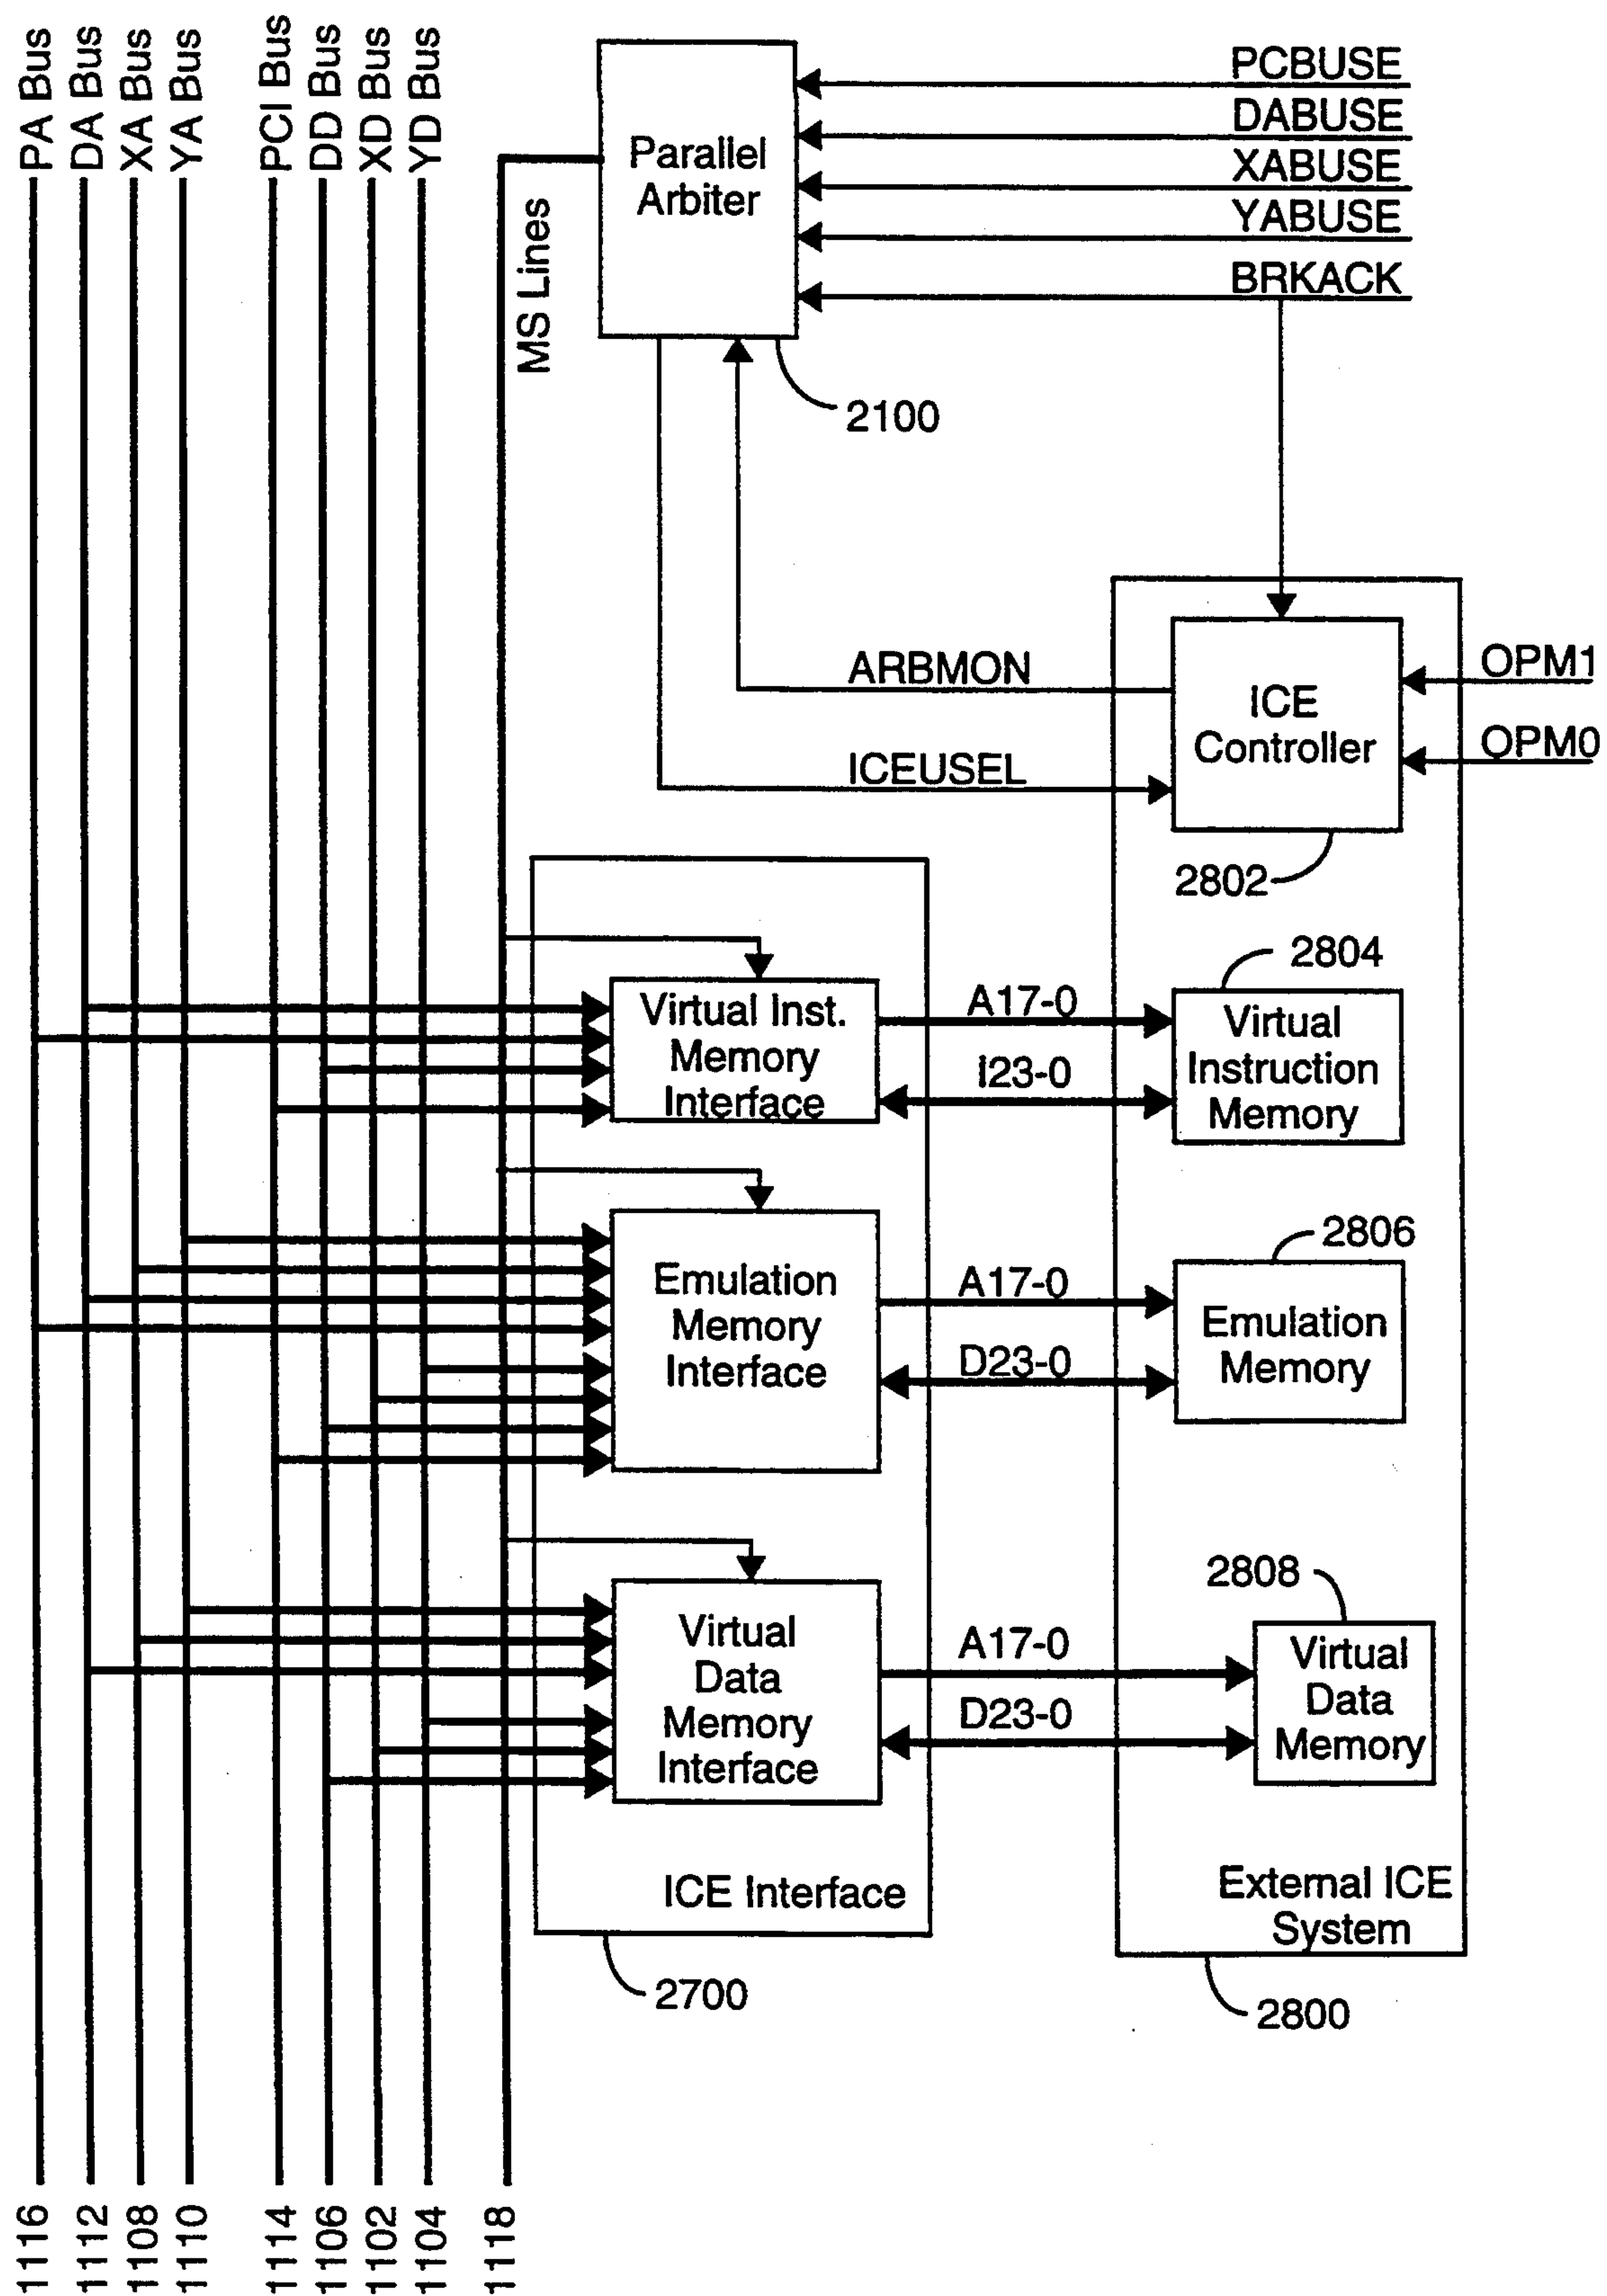 PA Bus
DA Bus
XA Bus
YA Bus
PCI Bus
DD Bus
XD Bus
YD Bus
MS Lines
Parallel
Arbiter
PCBUSE
DABUSE
XABUSE
YABUSE
BRKACK
2100
ARBMON
ICEUSEL
ICE
Controller
OPM1
OPM0
2802
Virtual Inst.
Memory
Interface
A17-0
I23-0
2804
Virtual
Instruction
Memory
Emulation
Memory
Interface
A17-0
D23-0
2806
Emulation
Memory
Virtual
Data
Memory
Interface
A17-0
D23-0
2808
Virtual
Data
Memory
ICE Interface
External ICE
System
2700
2800
1116
1112
1108
1110
1114
1106
1102
1104
1118